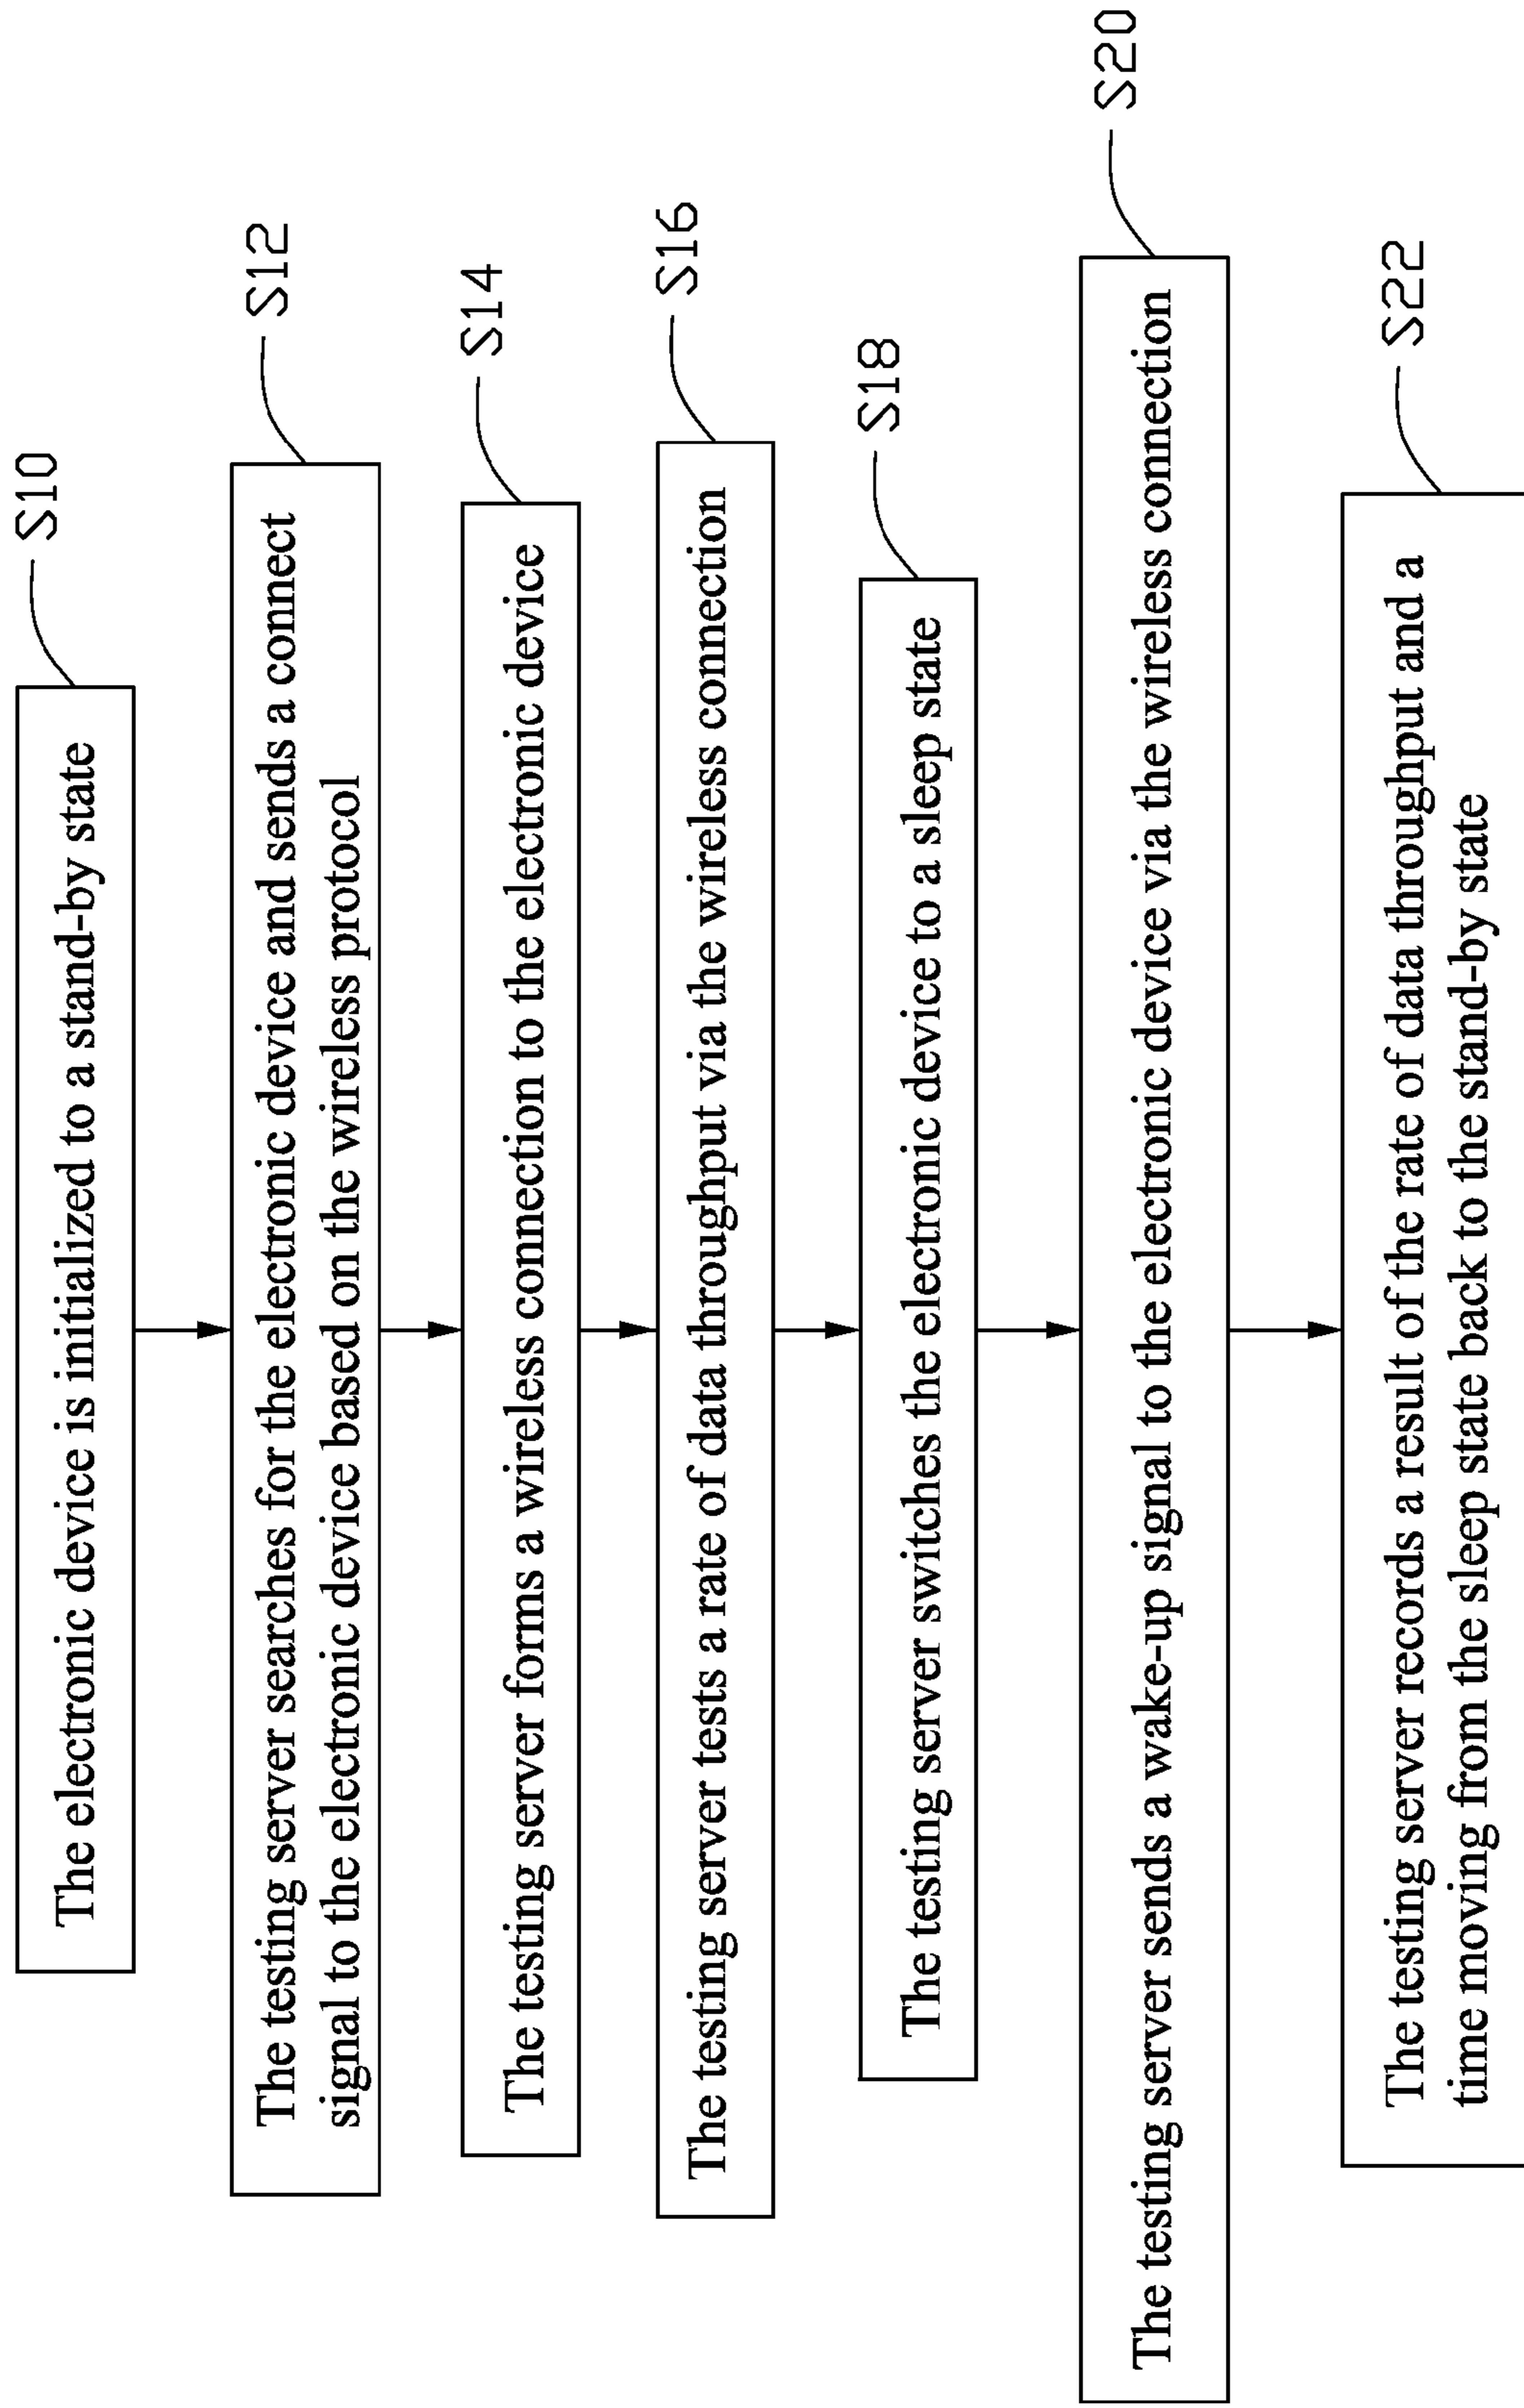 S10
The electronic device is initialized to a stand-by state
S12
The testing server searches for the electronic device and sends a connect
signal to the electronic device based on the wireless protocol
S14
The testing server forms a wireless connection to the electronic device
S16
The testing server tests a rate of data throughput via the wireless connection
S18
The testing server switches the electronic device to a sleep state
S20
The testing server sends a wake-up signal to the electronic device via the wireless connection
S22
The testing server records a result of the rate of data throughput and a
time moving from the sleep state back to the stand-by state